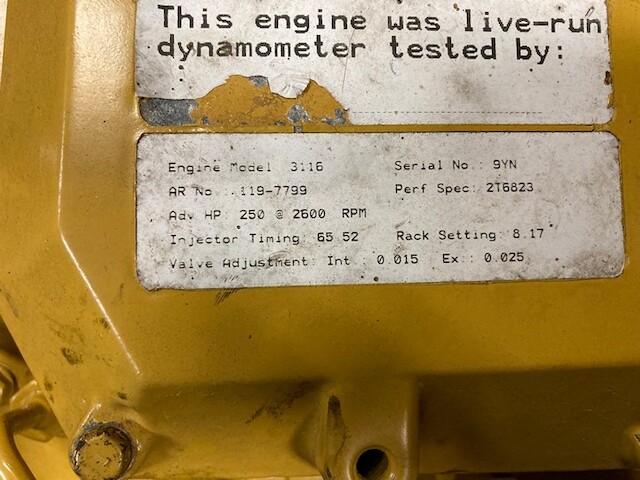 This engine was live-run
dynamometer tested by:
Engine Model 3116 Serial No.: 9YN
AR No.: 119-7799 Perf Spec: 2T6823
Adv HP: 250 @ 2600 RPM
Injector Timing: 65.52 Rack Setting: 8.17
Valve Adjustment: Int.: 0.015 Ex.: 0.025